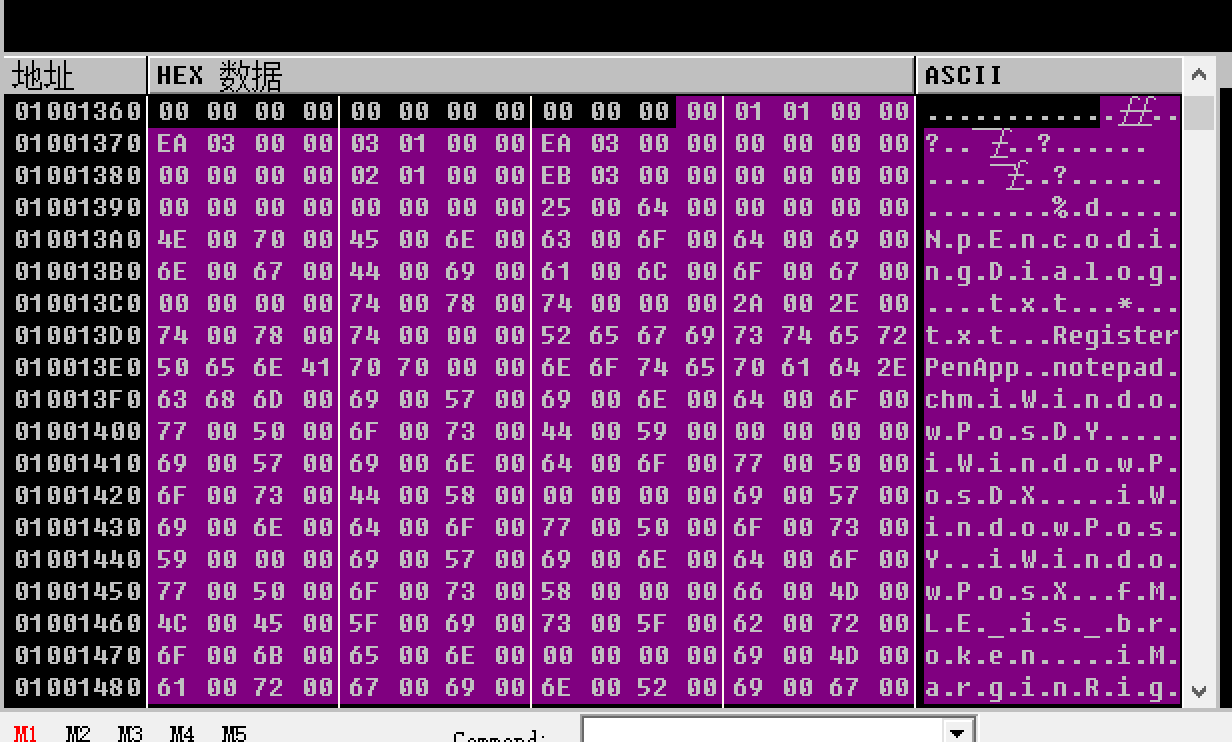 地址 HEX 数据 ASCII
01001360 00 00 00 00 00 00 00 00 00 00 00 00 01 01 00 00 ............ƒƒ..
01001370 EA 03 00 00 03 01 00 00 EA 03 00 00 00 00 00 00 ?.. ƒ..?......
01001380 00 00 00 00 02 01 00 00 EB 03 00 00 00 00 00 00 .... ƒ..?......
01001390 00 00 00 00 00 00 00 00 25 00 64 00 00 00 00 00 ........%.d.....
010013A0 4E 00 70 00 45 00 6E 00 63 00 6F 00 64 00 69 00 N.p.E.n.c.o.d.i.
010013B0 6E 00 67 00 44 00 69 00 61 00 6C 00 6F 00 67 00 n.g.D.i.a.l.o.g.
010013C0 00 00 00 00 74 00 78 00 74 00 00 00 2A 00 2E 00 ....t.x.t...*...
010013D0 74 00 78 00 74 00 00 00 52 65 67 69 73 74 65 72 t.x.t...Register
010013E0 50 65 6E 41 70 70 00 00 6E 6F 74 65 70 61 64 2E PenApp..notepad.
010013F0 63 68 6D 00 69 00 57 00 69 00 6E 00 64 00 6F 00 chm.i.W.i.n.d.o.
01001400 77 00 50 00 6F 00 73 00 44 00 59 00 00 00 00 00 w.P.o.s.D.Y.....
01001410 69 00 57 00 69 00 6E 00 64 00 6F 00 77 00 50 00 i.W.i.n.d.o.w.P.
01001420 6F 00 73 00 44 00 58 00 00 00 00 00 69 00 57 00 o.s.D.X.....i.W.
01001430 69 00 6E 00 64 00 6F 00 77 00 50 00 6F 00 73 00 i.n.d.o.w.P.o.s.
01001440 59 00 00 00 69 00 57 00 69 00 6E 00 64 00 6F 00 Y...i.W.i.n.d.o.
01001450 77 00 50 00 6F 00 73 00 58 00 00 00 66 00 4D 00 w.P.o.s.X...f.M.
01001460 4C 00 45 00 5F 00 69 00 73 00 5F 00 62 00 72 00 L.E._.i.s._.b.r.
01001470 6F 00 6B 00 65 00 6E 00 00 00 00 00 69 00 4D 00 o.k.e.n.....i.M.
01001480 61 00 72 00 67 00 69 00 6E 00 52 00 69 00 67 00 a.r.g.i.n.R.i.g.
M1 M2 M3 M4 M5 Command: